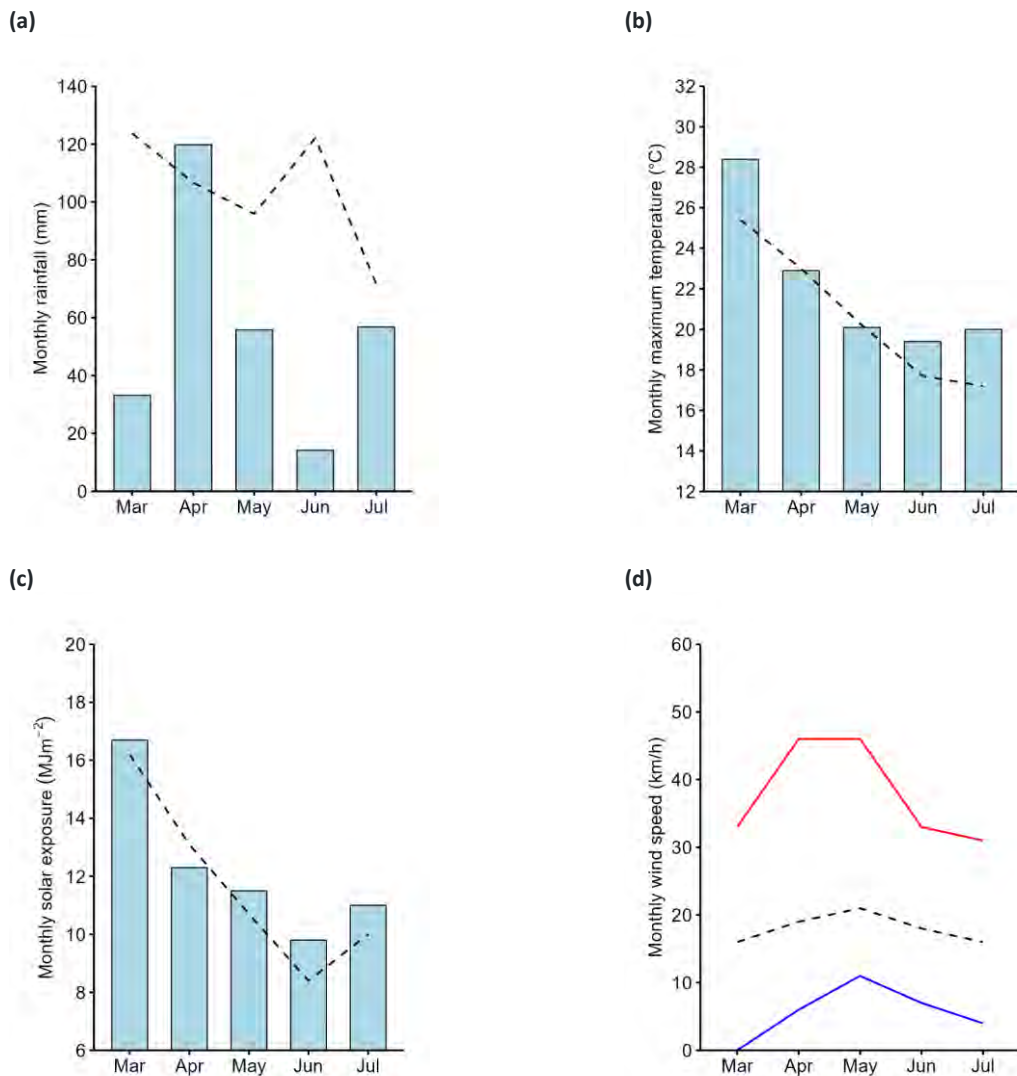 (a)
(b)
Monthly rainfall (mm)
140
120
100
80
60
40
20
0
Mar Apr May Jun Jul
Monthly maximum temperature (°C)
32
30
28
26
24
22
20
18
16
14
12
Mar Apr May Jun Jul
(c)
(d)
Monthly solar exposure (MJm⁻²)
20
18
16
14
12
10
8
6
Mar Apr May Jun Jul
Monthly wind speed (km/h)
60
50
40
30
20
10
0
Mar Apr May Jun Jul